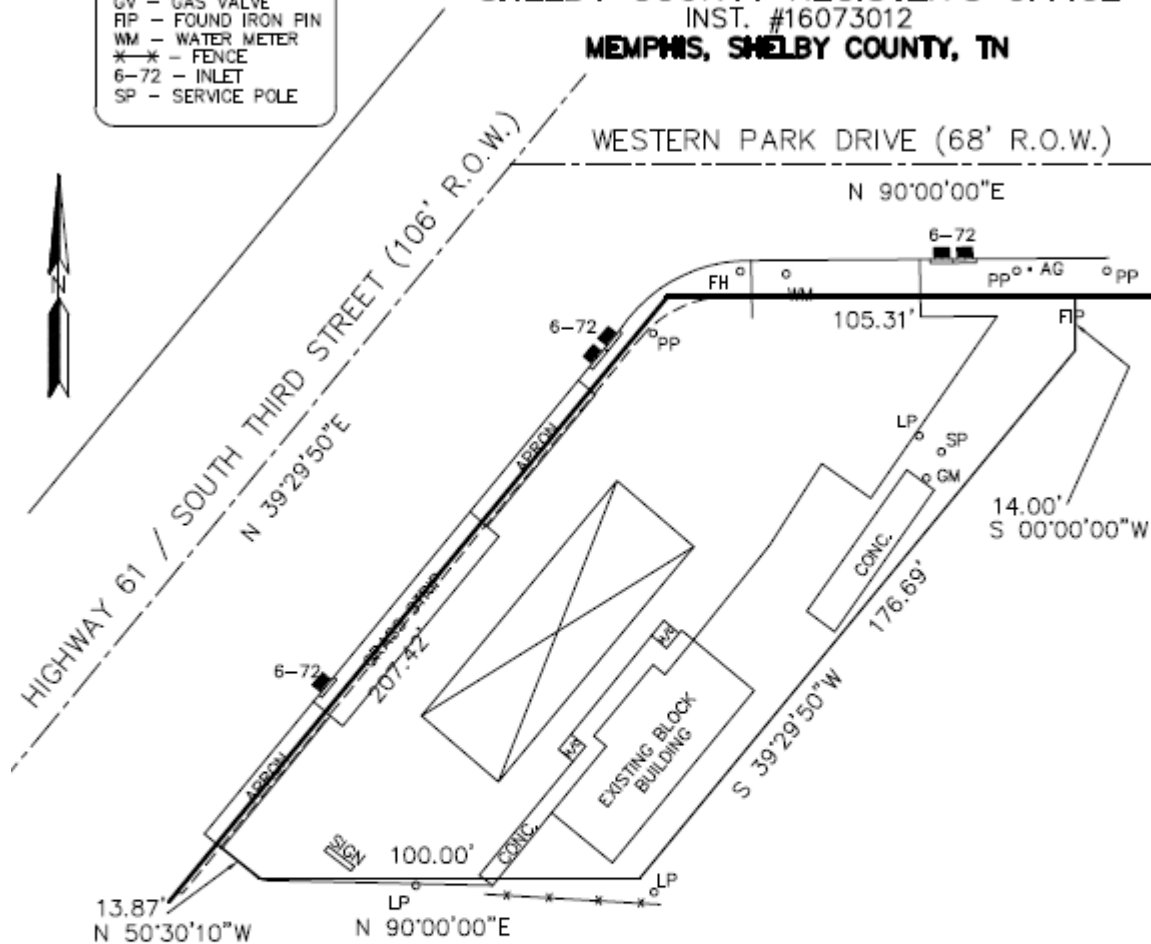 GV - GAS VALVE
FIP - FOUND IRON PIN
WM - WATER METER
x-x - FENCE
6-72 - INLET
SP - SERVICE POLE
INST. #16073012
MEMPHIS, SHELBY COUNTY, TN
WESTERN PARK DRIVE (68' R.O.W.)
N 90°00'00"E
HIGHWAY 61 / SOUTH THIRD STREET (106' R.O.W.)
N 39°29'50"E
N
6-72
FH
WM
PP
AG
PP
105.31'
FIP
6-72
PP
APRON
LP
SP
GM
14.00'
S 00°00'00"W
CONC.
176.69'
GRASS STRIP
207.42'
6-72
EXISTING BLOCK
BUILDING
S 39°29'50"W
APRON
SIGN
100.00'
CONC.
LP
LP
13.87'
N 50°30'10"W
N 90°00'00"E